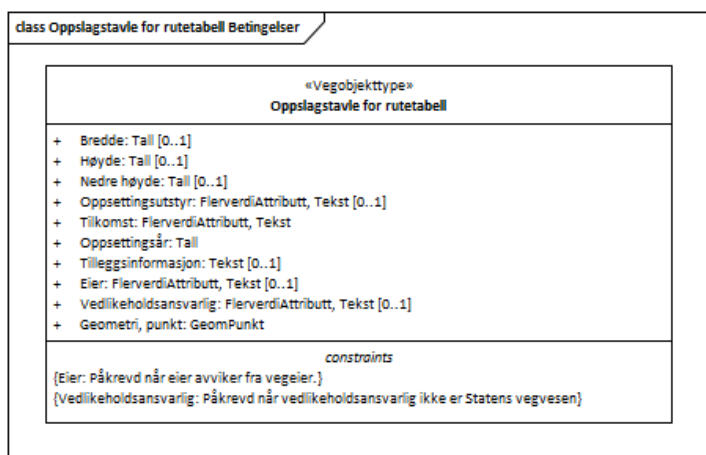 class Oppslagstavle for rutetabell Betingelser
«Vegobjekttype»
Oppslagstavle for rutetabell
+ Bredde: Tall [0..1]
+ Høyde: Tall [0..1]
+ Nedre høyde: Tall [0..1]
+ Oppsettingsutstyr: FlerverdiAttributt, Tekst [0..1]
+ Tilkomst: FlerverdiAttributt, Tekst
+ Oppsettingsår: Tall
+ Tilleggsinformasjon: Tekst [0..1]
+ Eier: FlerverdiAttributt, Tekst [0..1]
+ Vedlikeholdsansvarlig: FlerverdiAttributt, Tekst [0..1]
+ Geometri, punkt: GeomPunkt
constraints
{Eier: Påkrevd når eier avviker fra vegeier.}
{Vedlikeholdsansvarlig: Påkrevd når vedlikeholdsansvarlig ikke er Statens vegvesen}